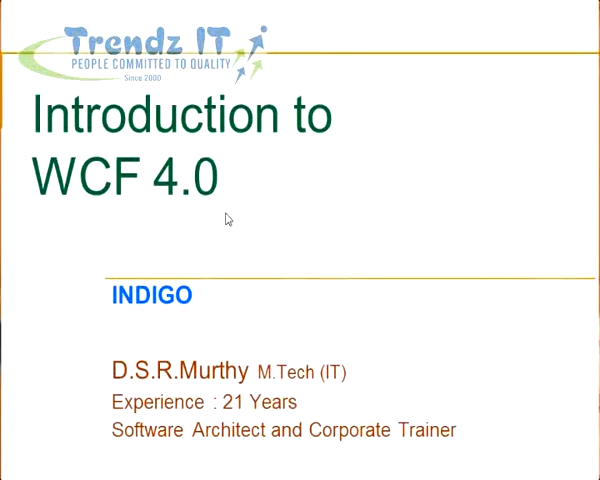 Trendz IT
PEOPLE COMMITTED TO QUALITY
Since 2000
Introduction to
WCF 4.0
INDIGO
D.S.R.Murthy M.Tech (IT)
Experience : 21 Years
Software Architect and Corporate Trainer